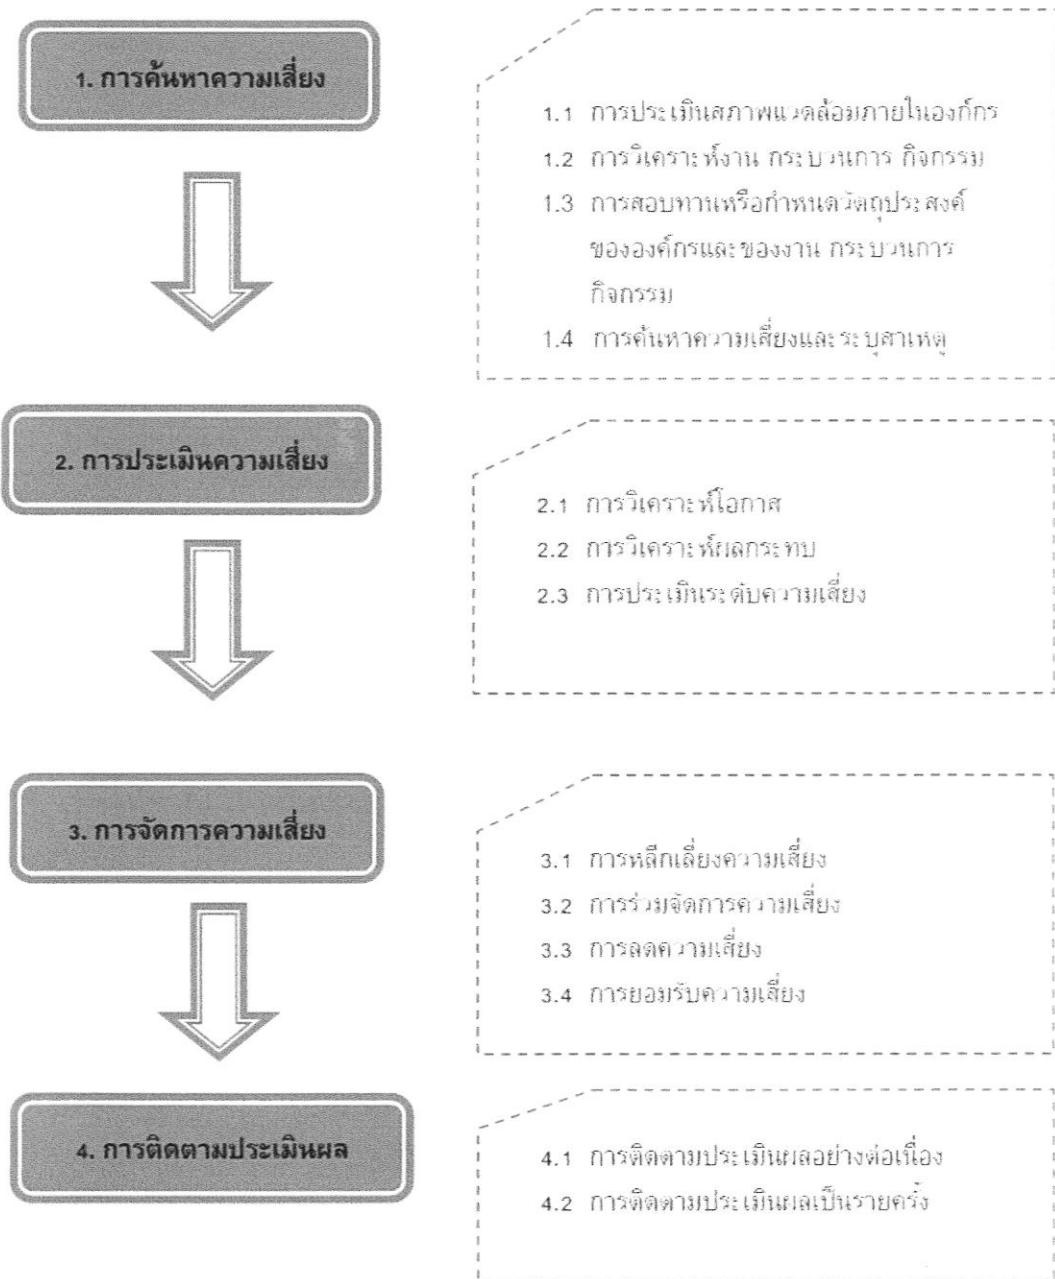 1. การค้นหาความเสี่ยง
1.1 การประเมินสภาพแวดล้อมภายในองค์กร
1.2 การวิเคราะห์งาน กระบวนการ กิจกรรม
1.3 การสอบทานหรือกำหนดวัตถุประสงค์
ขององค์กรและของงาน กระบวนการ
กิจกรรม
1.4 การค้นหาความเสี่ยงและระบุสาเหตุ
2. การประเมินความเสี่ยง
2.1 การวิเคราะห์โอกาส
2.2 การวิเคราะห์ผลกระทบ
2.3 การประเมินระดับความเสี่ยง
3. การจัดการความเสี่ยง
3.1 การหลีกเลี่ยงความเสี่ยง
3.2 การร่วมจัดการความเสี่ยง
3.3 การลดความเสี่ยง
3.4 การยอมรับความเสี่ยง
4. การติดตามประเมินผล
4.1 การติดตามประเมินผลอย่างต่อเนื่อง
4.2 การติดตามประเมินผลเป็นรายครั้ง